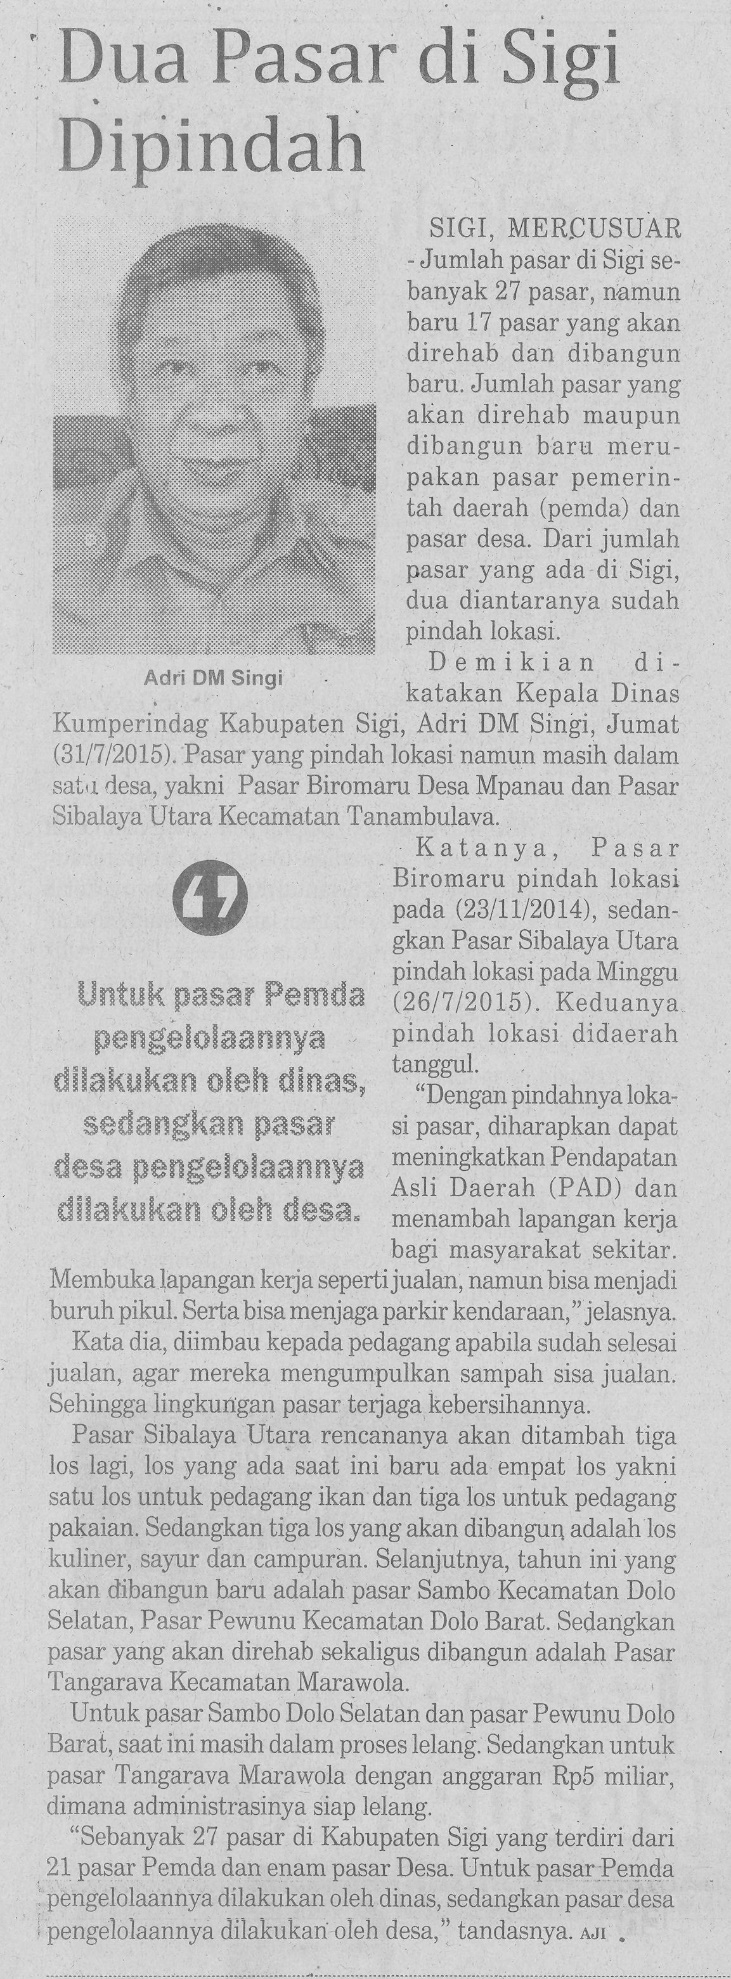 Dua Pasar di Sigi
Dipindah
SIGI, MERCUSUAR
- Jumlah pasar di Sigi se-
banyak 27 pasar, namun
baru 17 pasar yang akan
direhab dan dibangun
baru. Jumlah pasar yang
akan direhab maupun
dibangun baru meru-
pakan pasar pemerin-
tah daerah (pemda) dan
pasar desa. Dari jumlah
pasar yang ada di Sigi,
dua diantaranya sudah
pindah lokasi.
Adri DM Singi
Demikian di-
katakan Kepala Dinas
Kumperindag Kabupaten Sigi, Adri DM Singi, Jumat
(31/7/2015). Pasar yang pindah lokasi namun masih dalam
satu desa, yakni Pasar Biromaru Desa Mpanau dan Pasar
Sibalaya Utara Kecamatan Tanambulava.
Katanya, Pasar
Biromaru pindah lokasi
pada (23/11/2014), sedan-
gkan Pasar Sibalaya Utara
pindah lokasi pada Minggu
(26/7/2015). Keduanya
pindah lokasi didaerah
tanggul.
Untuk pasar Pemda
pengelolaannya
dilakukan oleh dinas,
sedangkan pasar
desa pengelolaannya
dilakukan oleh desa.
“Dengan pindahnya loka-
si pasar, diharapkan dapat
meningkatkan Pendapatan
Asli Daerah (PAD) dan
menambah lapangan kerja
bagi masyarakat sekitar.
Membuka lapangan kerja seperti jualan, namun bisa menjadi
buruh pikul. Serta bisa menjaga parkir kendaraan,” jelasnya.
Kata dia, diimbau kepada pedagang apabila sudah selesai
jualan, agar mereka mengumpulkan sampah sisa jualan.
Sehingga lingkungan pasar terjaga kebersihannya.
Pasar Sibalaya Utara rencananya akan ditambah tiga
los lagi, los yang ada saat ini baru ada empat los yakni
satu los untuk pedagang ikan dan tiga los untuk pedagang
pakaian. Sedangkan tiga los yang akan dibangun adalah los
kuliner, sayur dan campuran. Selanjutnya, tahun ini yang
akan dibangun baru adalah pasar Sambo Kecamatan Dolo
Selatan, Pasar Pewunu Kecamatan Dolo Barat. Sedangkan
pasar yang akan direhab sekaligus dibangun adalah Pasar
Tangarava Kecamatan Marawola.
Untuk pasar Sambo Dolo Selatan dan pasar Pewunu Dolo
Barat, saat ini masih dalam proses lelang. Sedangkan untuk
pasar Tangarava Marawola dengan anggaran Rp5 miliar,
dimana administrasinya siap lelang.
“Sebanyak 27 pasar di Kabupaten Sigi yang terdiri dari
21 pasar Pemda dan enam pasar Desa. Untuk pasar Pemda
pengelolaannya dilakukan oleh dinas, sedangkan pasar desa
pengelolaannya dilakukan oleh desa,” tandasnya. AJI